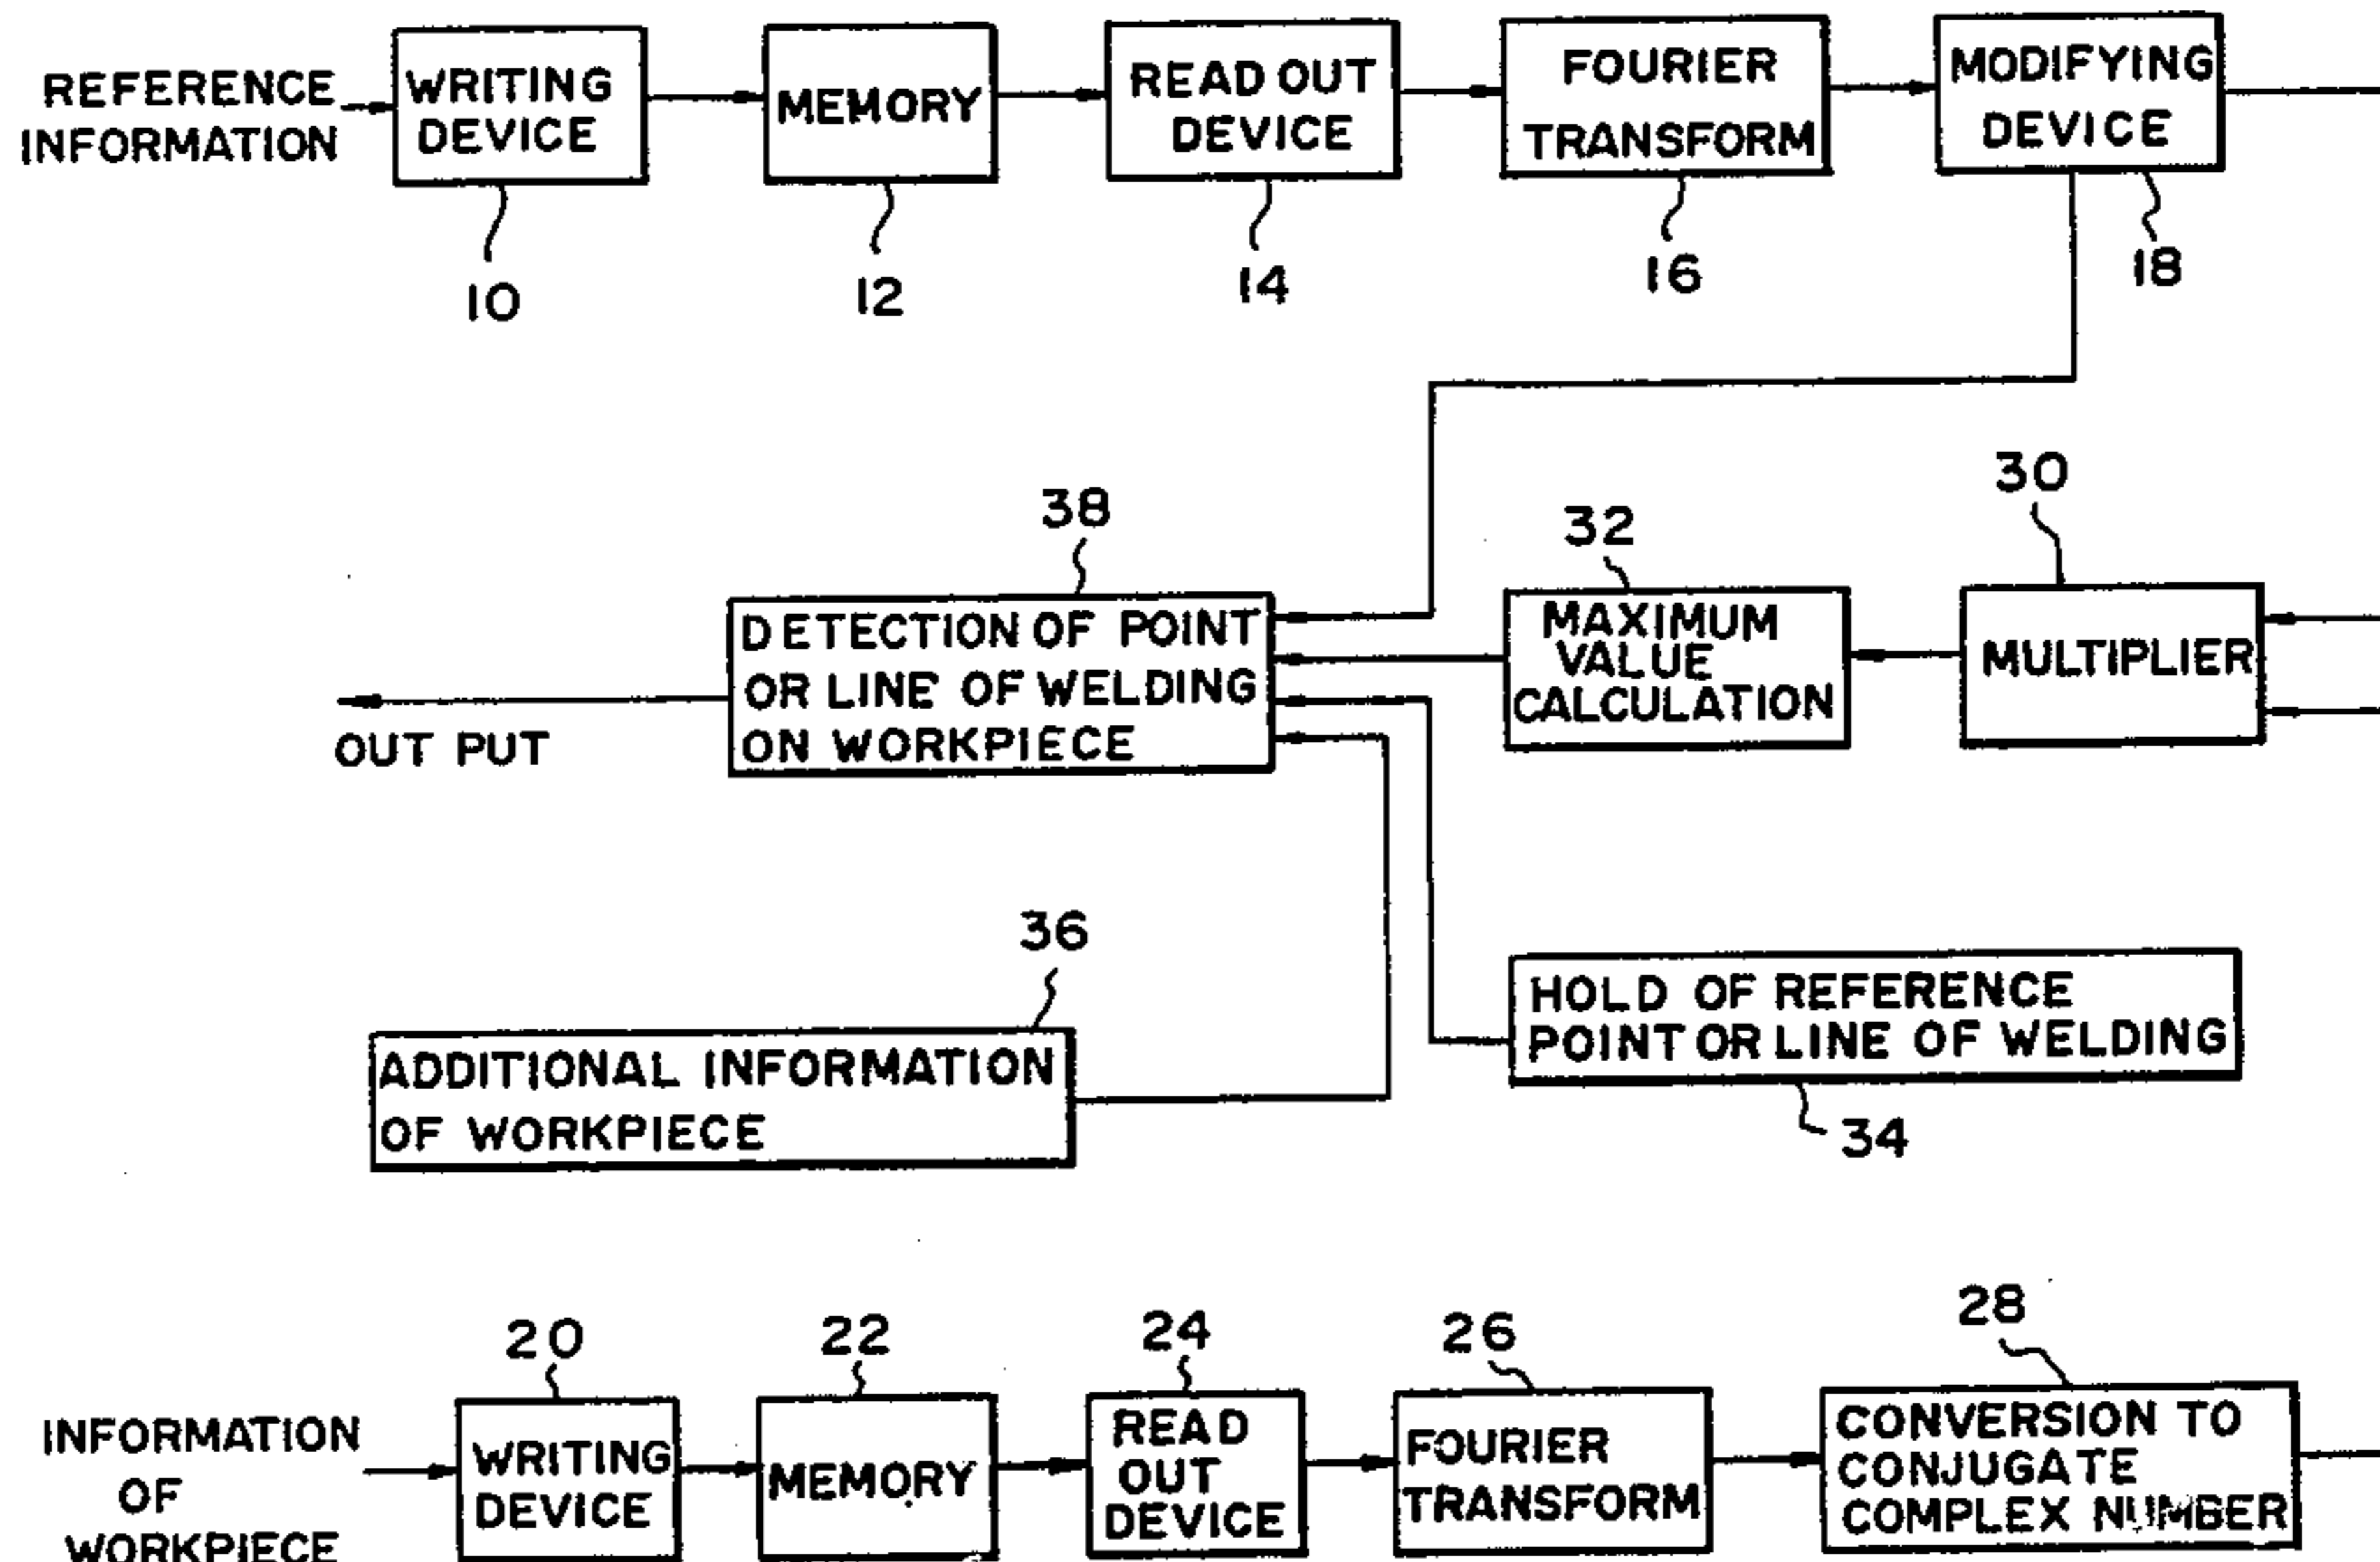 REFERENCE
INFORMATION
WRITING
DEVICE
MEMORY
READ OUT
DEVICE
FOURIER
TRANSFORM
MODIFYING
DEVICE
10
12
14
16
18
38
32
30
DETECTION OF POINT
OR LINE OF WELDING
ON WORKPIECE
MAXIMUM
VALUE
CALCULATION
MULTIPLIER
OUT PUT
36
ADDITIONAL INFORMATION
OF WORKPIECE
HOLD OF REFERENCE
POINT OR LINE OF WELDING
34
20
22
24
26
28
INFORMATION
OF
WORKPIECE
WRITING
DEVICE
MEMORY
READ
OUT
DEVICE
FOURIER
TRANSFORM
CONVERSION TO
CONJUGATE
COMPLEX NUMBER